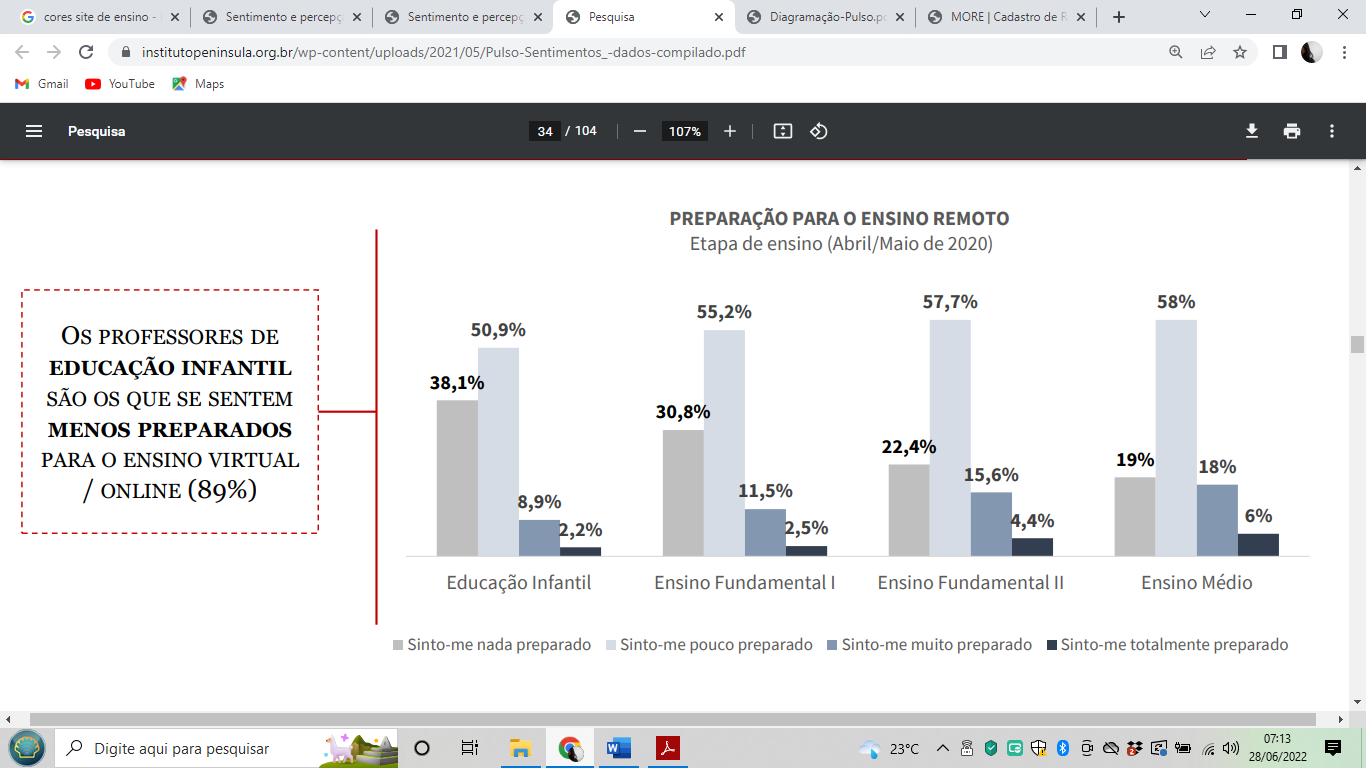 cores site de ensino -
Sentimento e percepç
Sentimento e percepç
Pesquisa
Diagramação-Pulso.pd
MORE | Cadastro de R
institutopeninsula.org.br/wp-content/uploads/2021/05/Pulso-Sentimentos_-dados-compilado.pdf
Gmail YouTube Maps
Pesquisa 34 / 104 107%
PREPARAÇÃO PARA O ENSINO REMOTO
Etapa de ensino (Abril/Maio de 2020)
OS PROFESSORES DE
EDUCAÇÃO INFANTIL
SÃO OS QUE SE SENTEM
MENOS PREPARADOS
PARA O ENSINO VIRTUAL
/ ONLINE (89%)
38,1% 50,9% 8,9% 2,2%
30,8% 55,2% 11,5% 2,5%
22,4% 57,7% 15,6% 4,4%
19% 58% 18% 6%
Educação Infantil Ensino Fundamental I Ensino Fundamental II Ensino Médio
Sinto-me nada preparado Sinto-me pouco preparado Sinto-me muito preparado Sinto-me totalmente preparado
Digite aqui para pesquisar
23°C
07:13
28/06/2022